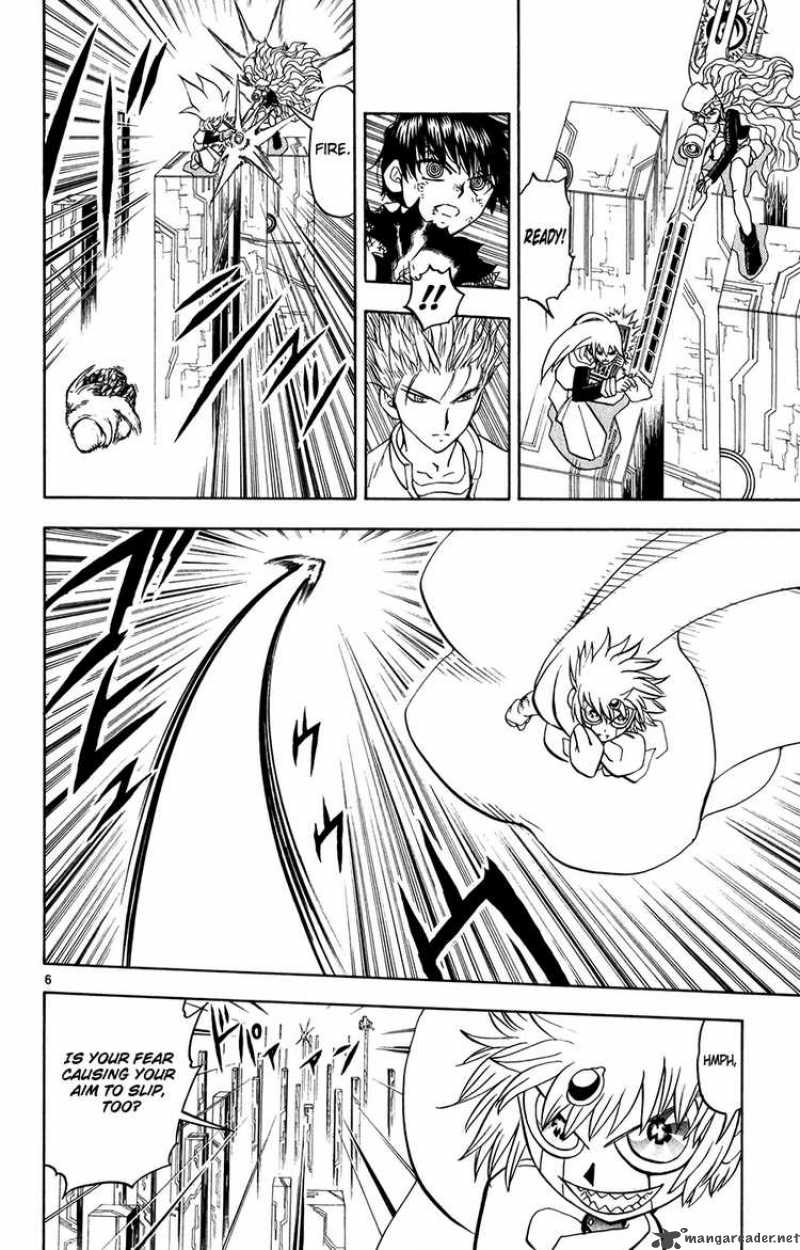 READY!
!!
FIRE.
HMPH,
IS YOUR FEAR
CAUSING YOUR
AIM TO SLIP,
TOO?
6
mangareader.net